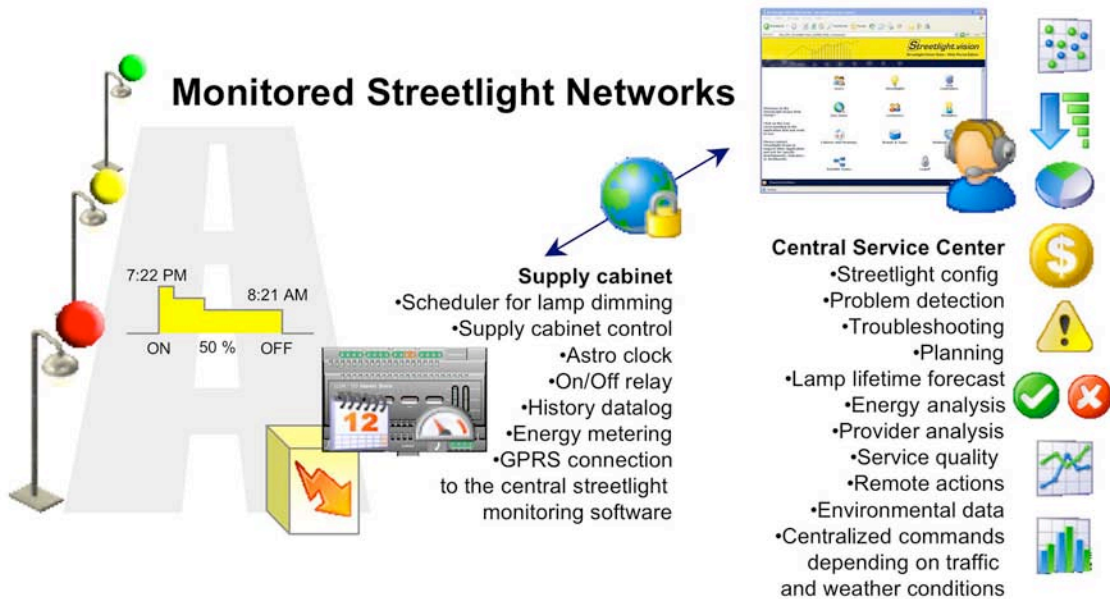 Monitored Streetlight Networks
Streetlight.vision
7:22 PM
8:21 AM
ON 50 % OFF
12
Supply cabinet
•Scheduler for lamp dimming
•Supply cabinet control
•Astro clock
•On/Off relay
•History datalog
•Energy metering
•GPRS connection
to the central streetlight
monitoring software
Central Service Center
•Streetlight config
•Problem detection
•Troubleshooting
•Planning
•Lamp lifetime forecast
•Energy analysis
•Provider analysis
•Service quality
•Remote actions
•Environmental data
•Centralized commands
depending on traffic
and weather conditions